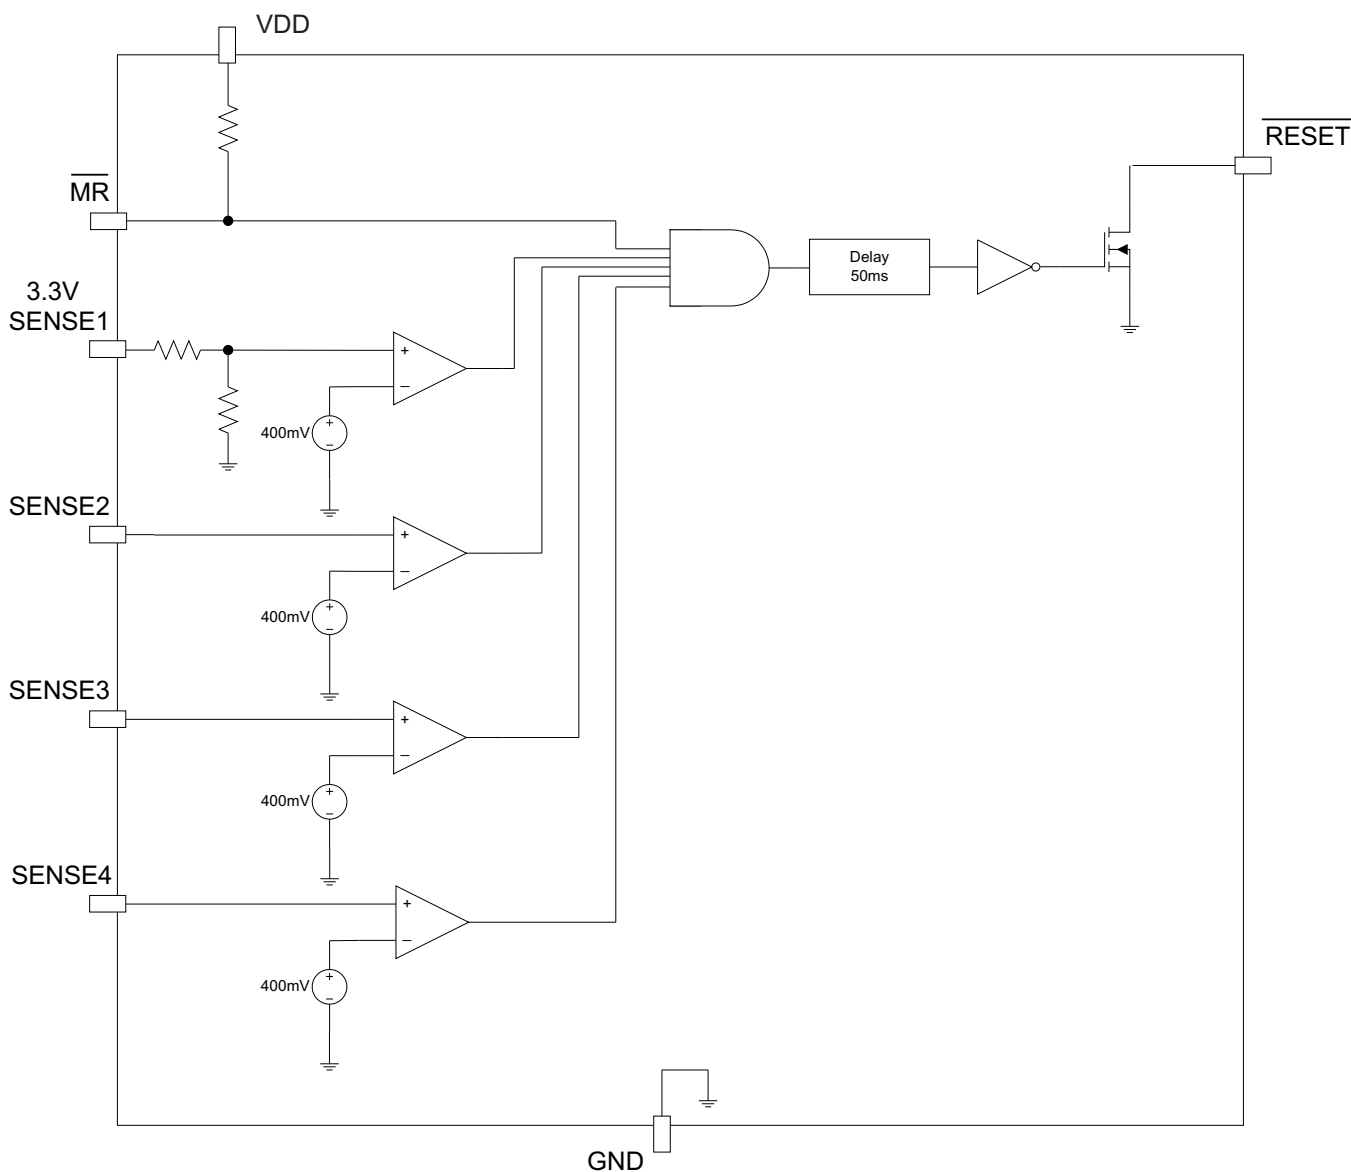 VDD
RESET
MR
3.3V
SENSE1
Delay
50ms
+
−
400mV
+
−
SENSE2
+
−
400mV
+
−
SENSE3
+
−
400mV
+
−
SENSE4
+
−
400mV
+
−
GND